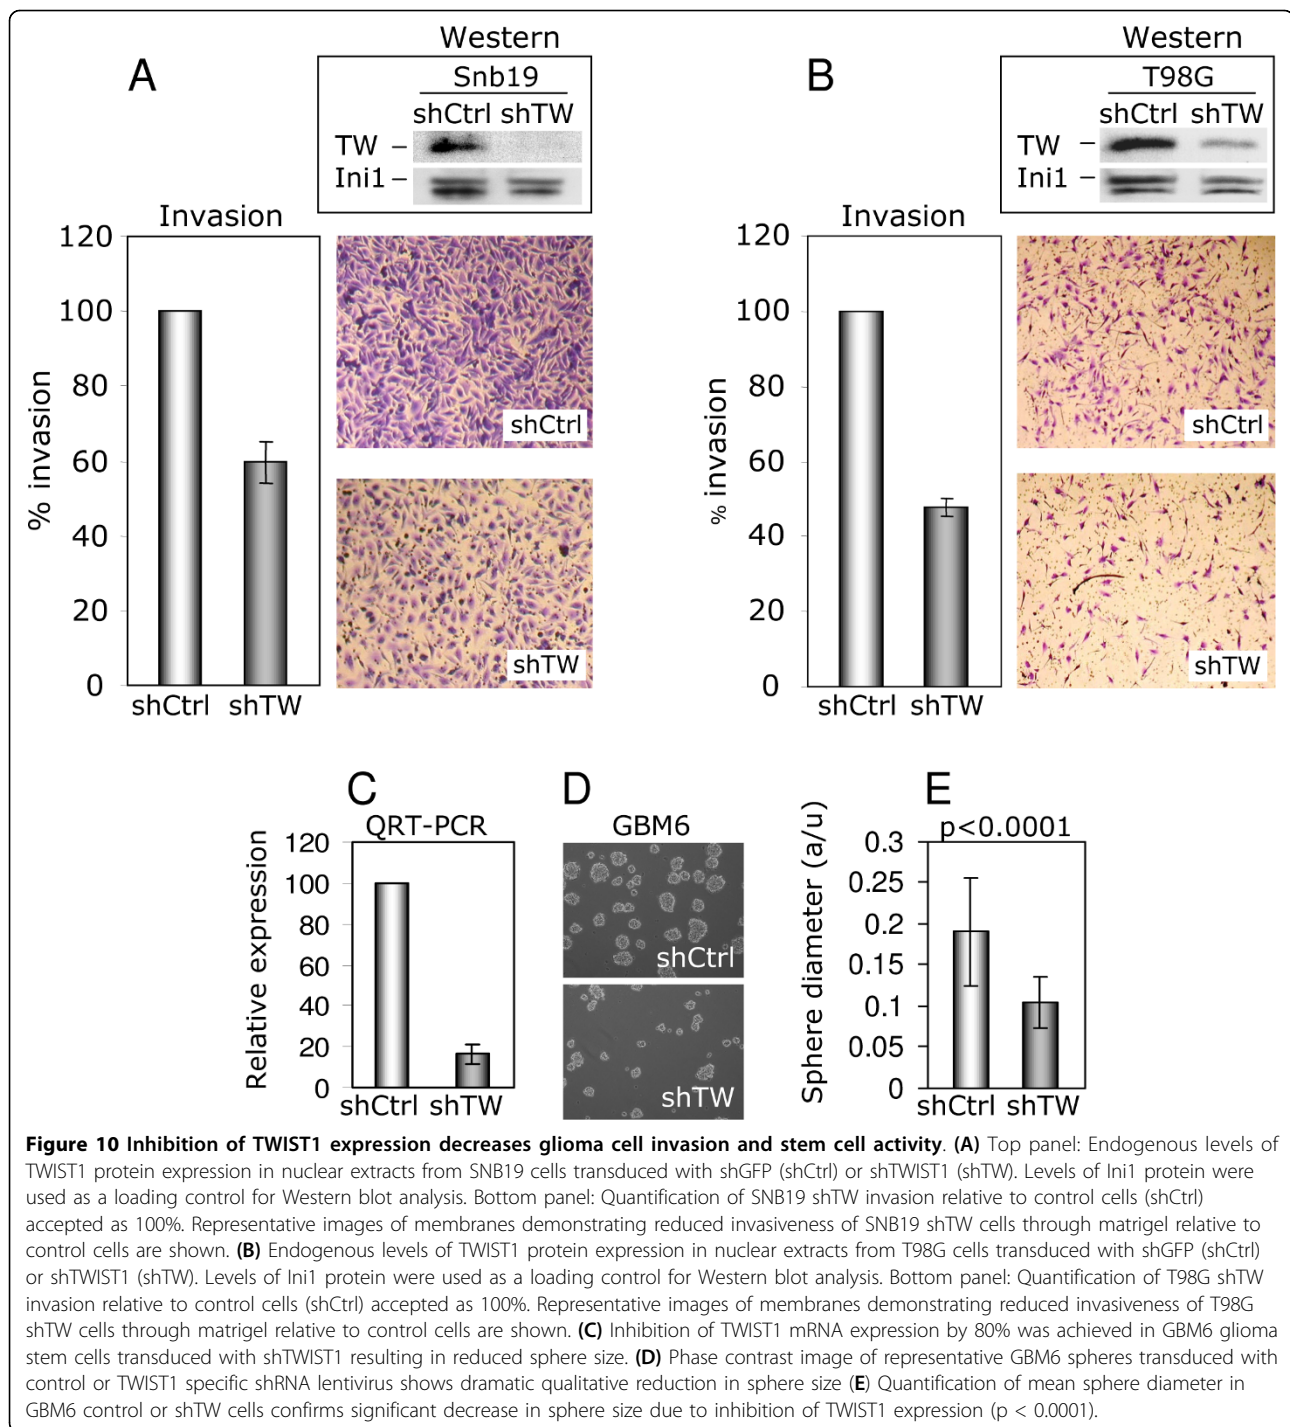 Western
A
Snb19
shCtrl shTW
TW –
Ini1 –
Invasion
120
100
80
60
40
20
0
% invasion
shCtrl shTW
shCtrl
shTW
Western
B
T98G
shCtrl shTW
TW –
Ini1 –
Invasion
120
100
80
60
40
20
0
% invasion
shCtrl shTW
shCtrl
shTW
C
QRT-PCR
120
100
80
60
40
20
0
Relative expression
shCtrl shTW
D
GBM6
shCtrl
shTW
E
p<0.0001
0.3
0.25
0.2
0.15
0.1
0.05
0
Sphere diameter (a/u)
shCtrl shTW
Figure 10 Inhibition of TWIST1 expression decreases glioma cell invasion and stem cell activity. (A) Top panel: Endogenous levels of
TWIST1 protein expression in nuclear extracts from SNB19 cells transduced with shGFP (shCtrl) or shTWIST1 (shTW). Levels of Ini1 protein were
used as a loading control for Western blot analysis. Bottom panel: Quantification of SNB19 shTW invasion relative to control cells (shCtrl)
accepted as 100%. Representative images of membranes demonstrating reduced invasiveness of SNB19 shTW cells through matrigel relative to
control cells are shown. (B) Endogenous levels of TWIST1 protein expression in nuclear extracts from T98G cells transduced with shGFP (shCtrl)
or shTWIST1 (shTW). Levels of Ini1 protein were used as a loading control for Western blot analysis. Bottom panel: Quantification of T98G shTW
invasion relative to control cells (shCtrl) accepted as 100%. Representative images of membranes demonstrating reduced invasiveness of T98G
shTW cells through matrigel relative to control cells are shown. (C) Inhibition of TWIST1 mRNA expression by 80% was achieved in GBM6 glioma
stem cells transduced with shTWIST1 resulting in reduced sphere size. (D) Phase contrast image of representative GBM6 spheres transduced with
control or TWIST1 specific shRNA lentivirus shows dramatic qualitative reduction in sphere size (E) Quantification of mean sphere diameter in
GBM6 control or shTW cells confirms significant decrease in sphere size due to inhibition of TWIST1 expression (p < 0.0001).